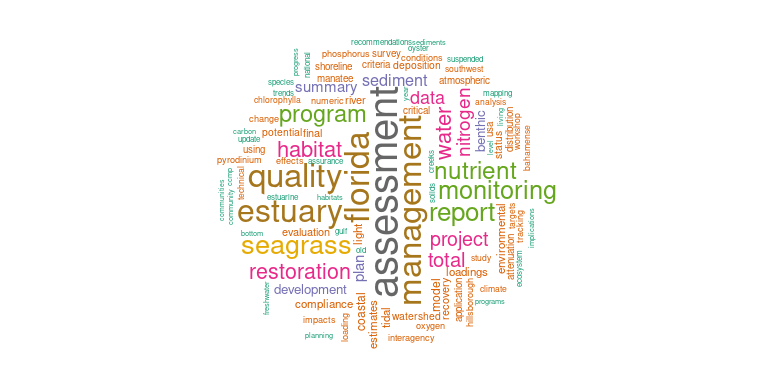 recommendations
sediments
oyster
phosphorus
survey
conditions
suspended
progress
national
shoreline
criteria
deposition
southwest
species
manatee
sediment
atmospheric
trends
summary
year
data
mapping
chlorophylla
numeric
river
critical
analysis
change
program
water
nitrogen
living
distribution
workshop
carbon
potential
final
florida
assessment
management
benthic
usa
level
status
update
using
habitat
bahamense
pyrodinium
effects
assurance
creeks
nutrient
ccmp
technical
quality
monitoring
communities
community
estuarine
habitats
solids
estuary
report
environmental
targets
tracking
implications
bottom
evaluation
gulf
light
project
seagrass
old
total
study
attenuation
ecosystem
restoration
plan
loadings
freshwater
development
model
recovery
application
hillsborough
climate
compliance
coastal
estimates
tidal
watershed
programs
impacts
loading
oxygen
planning
interagency